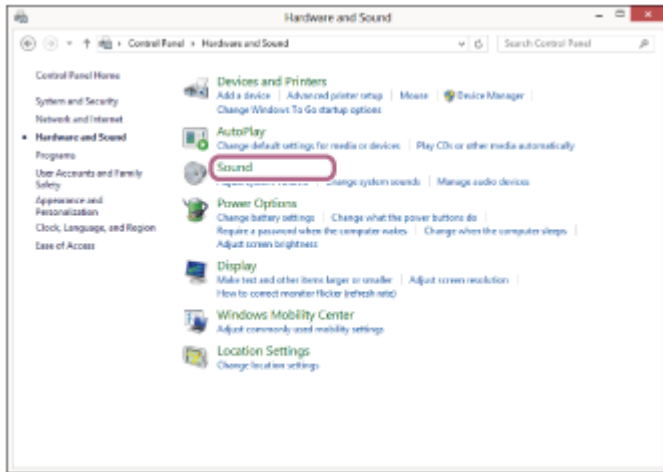 Hardware and Sound
Control Panel › Hardware and Sound
Search Control Panel
Control Panel Home
System and Security
Network and Internet
Hardware and Sound
Programs
User Accounts and Family
Safety
Appearance and
Personalization
Clock, Language, and Region
Ease of Access
Devices and Printers
Add a device | Advanced printer setup | Mouse | Device Manager
Change Windows To Go startup options
AutoPlay
Change default settings for media or devices | Play CDs or other media automatically
Sound
Adjust system volume | Change system sounds | Manage audio devices
Power Options
Change battery settings | Change what the power buttons do
Require a password when the computer wakes | Change when the computer sleeps
Adjust screen brightness
Display
Make text and other items larger or smaller | Adjust screen resolution
How to correct monitor flicker (refresh rate)
Windows Mobility Center
Adjust commonly used mobility settings
Location Settings
Change location settings